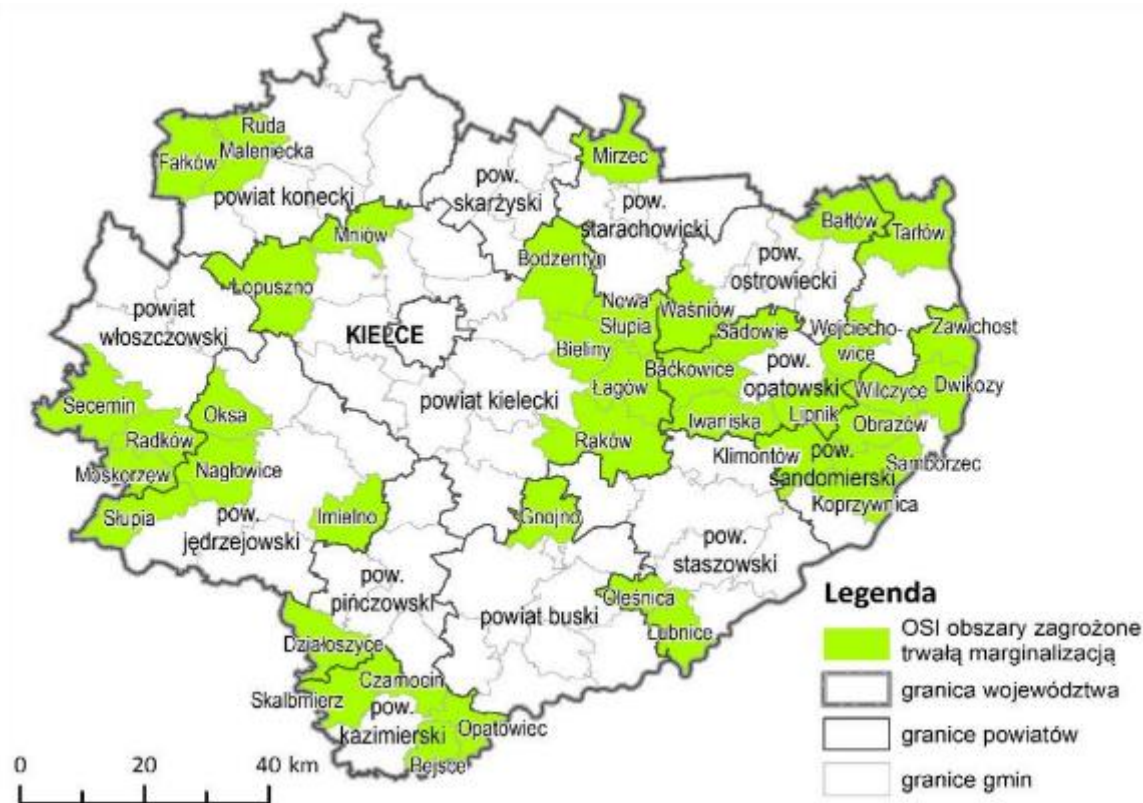 Ruda
Maleniecka
Fałków
powiat konecki
pow.
skarżyski
Mirzec
pow.
starachowicki
Bałtów
Tarłów
Mniów
Bodzentyn
pow.
ostrowiecki
Łopuszno
powiat
włoszczowski
KIELCE
Nowa
Słupia
Waśniów
Sadowie
Wojciecho-
wice
Zawichost
Bieliny
Baćkowice
pow.
opatowski
Wilczyce
Dwikozy
Łagów
powiat kielecki
Secemin
Oksa
Iwaniska
Lipnik
Obrazów
Radków
Raków
Klimontów
pow.
sandomierski
Samborzec
Moskorzew
Nagłowice
Koprzywnica
Słupia
Imielno
Gnojno
pow.
jędrzejowski
pow.
staszowski
pow.
pińczowski
powiat buski
Oleśnica
Łubnice
Działoszyce
Czarnocin
Skalbmierz
pow.
kazimierski
Opatowiec
Bejsce
Legenda
OSI obszary zagrożone
trwałą marginalizacją
granica województwa
granice powiatów
granice gmin
0 20 40 km